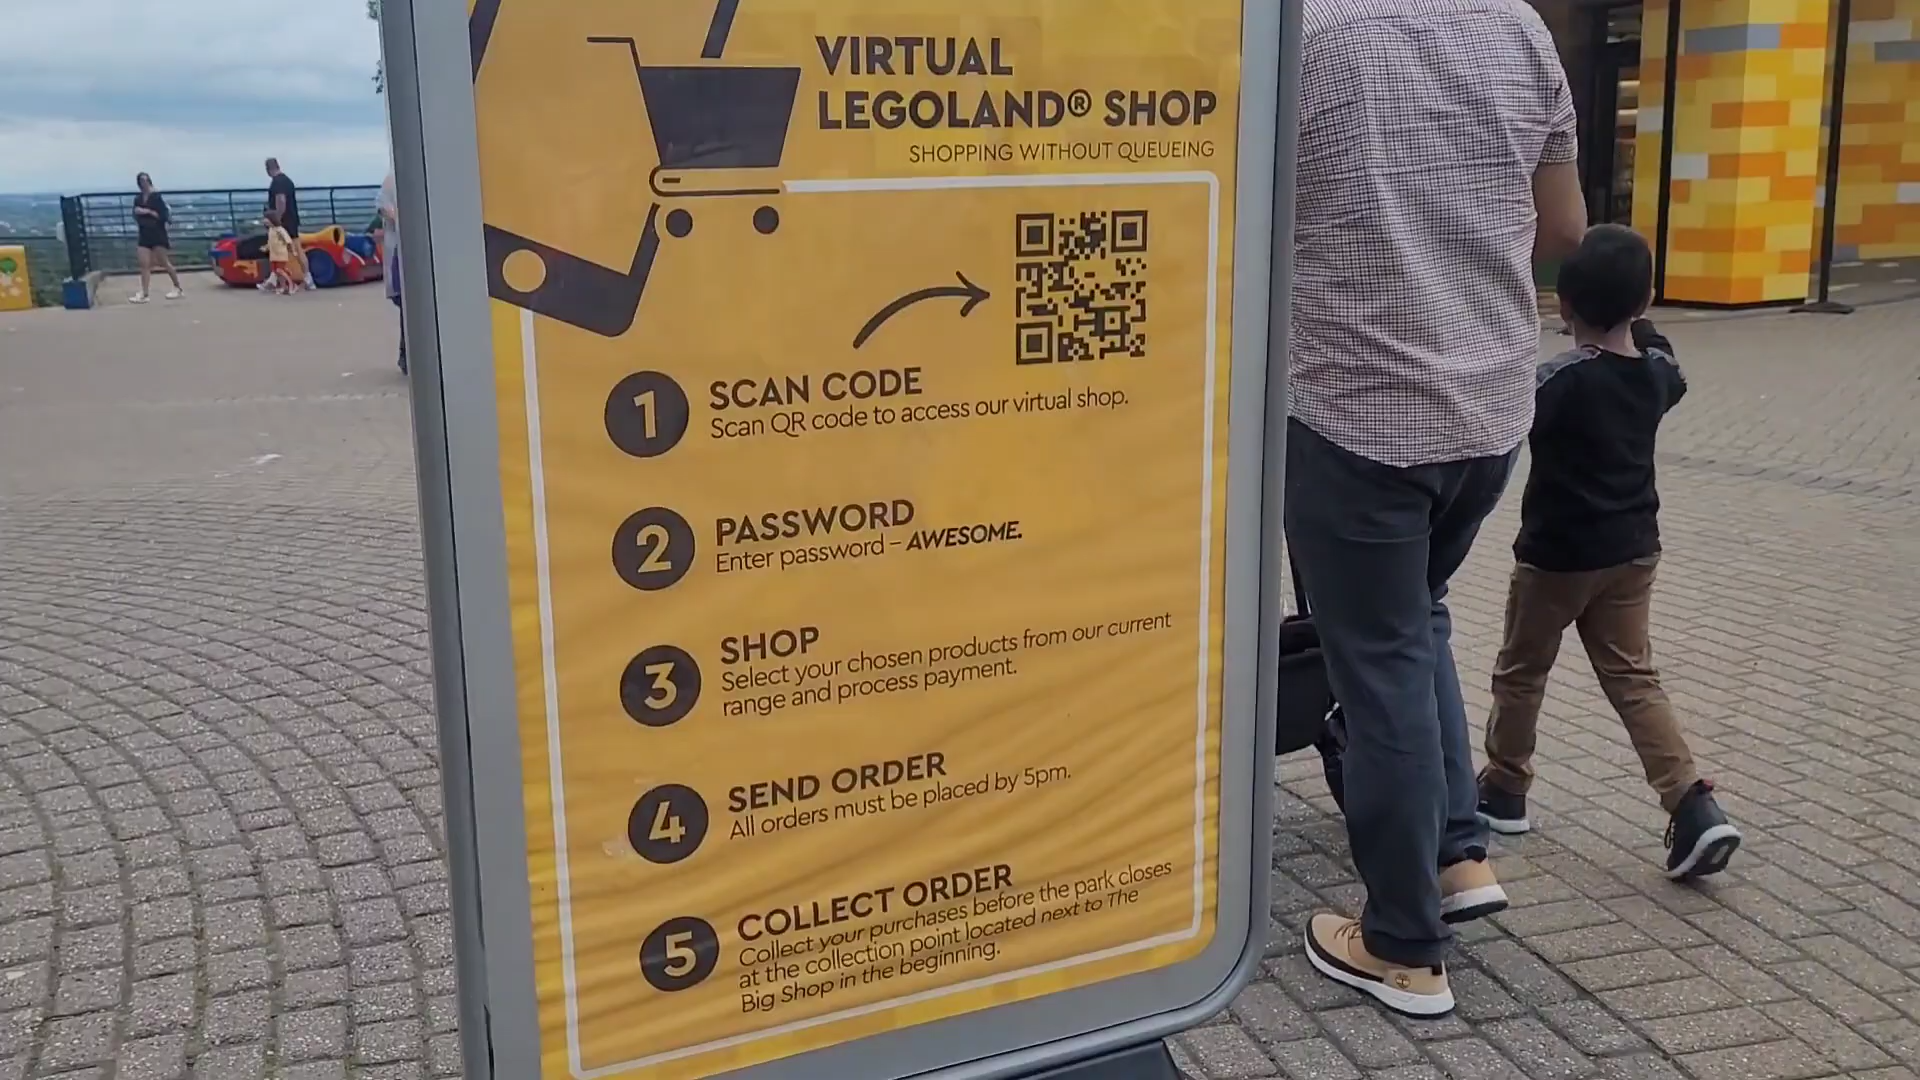 VIRTUAL
LEGOLAND® SHOP
SHOPPING WITHOUT QUEUEING
1 SCAN CODE
Scan QR code to access our virtual shop.
2 PASSWORD
Enter password – AWESOME.
3 SHOP
Select your chosen products from our current
range and process payment.
4 SEND ORDER
All orders must be placed by 5pm.
5 COLLECT ORDER
Collect your purchases before the park closes
at the collection point located next to The
Big Shop in the beginning.